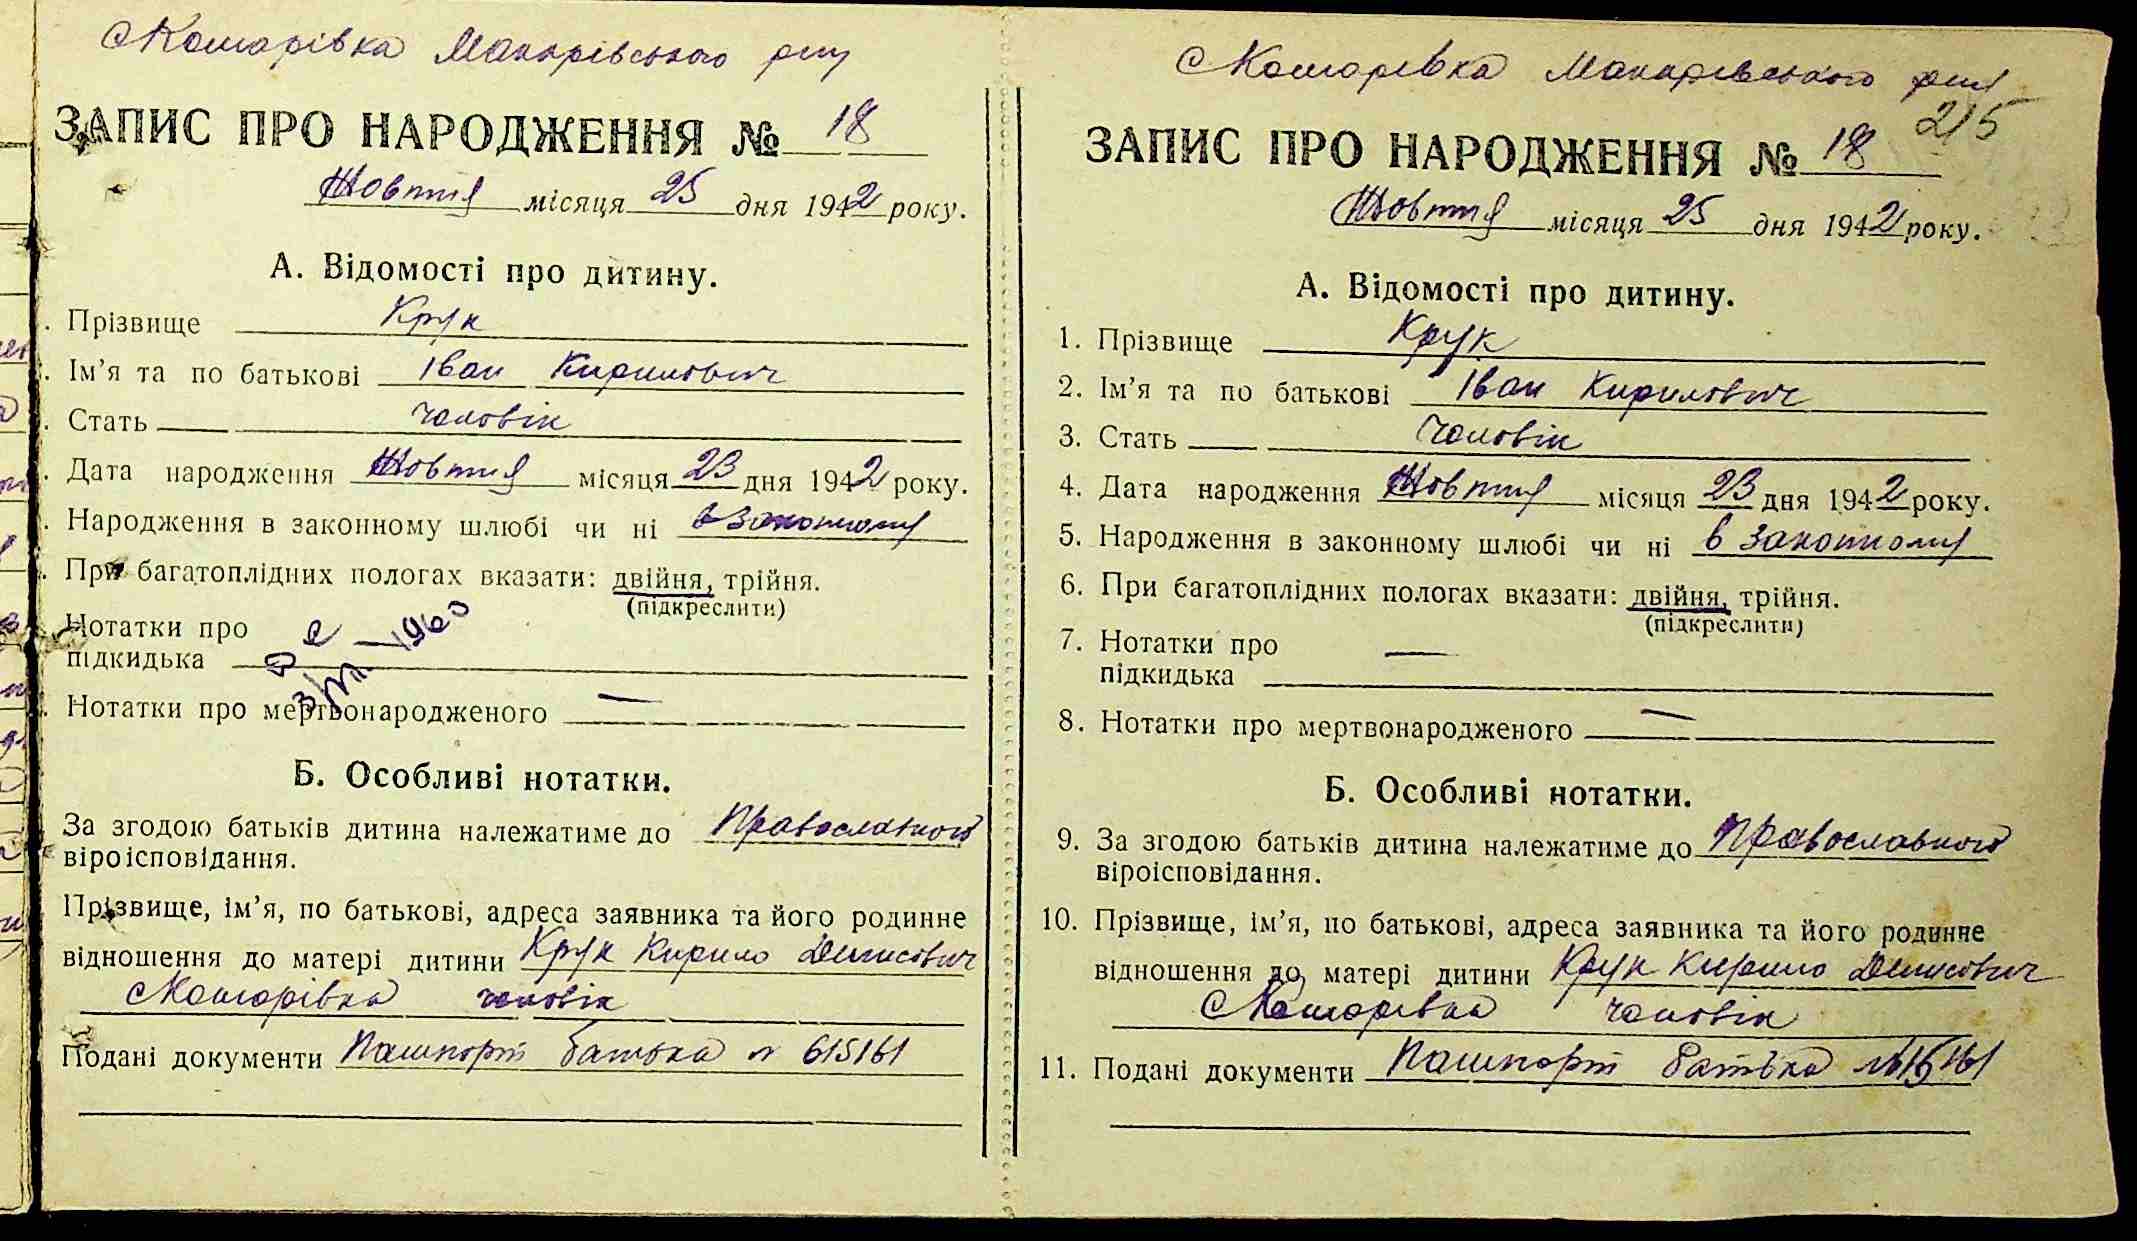 с Комарівка Макарівського р-ну
ЗАПИС ПРО НАРОДЖЕННЯ № 18
Жовтня місяця 25 дня 1942 року.
А. Відомості про дитину.
. Прізвище Крук
. Ім’я та по батькові Іван Кирилович
. Стать чоловік
. Дата народження Жовтня місяця 23 дня 1942 року.
. Народження в законному шлюбі чи ні в законному
. При багатоплідних пологах вказати: двійня, трійня.
(підкреслити)
Нотатки про
підкидька
3/VII-1960
. Нотатки про мертвонародженого —
Б. Особливі нотатки.
За згодою батьків дитина належатиме до Православного
віроісповідання.
Прізвище, ім’я, по батькові, адреса заявника та його родинне
відношення до матері дитини Крук Кирило Денисович
с Комарівка чоловік
Подані документи Пашпорт батька № 615161
с Комарівка Макарівського р-ну
215
ЗАПИС ПРО НАРОДЖЕННЯ № 18
Жовтня місяця 25 дня 1942 року.
А. Відомості про дитину.
1. Прізвище Крук
2. Ім’я та по батькові Іван Кирилович
3. Стать Чоловік
4. Дата народження Жовтня місяця 23 дня 1942 року.
5. Народження в законному шлюбі чи ні в законному
6. При багатоплідних пологах вказати: двійня, трійня.
(підкреслити)
7. Нотатки про —
підкидька
8. Нотатки про мертвонародженого —
Б. Особливі нотатки.
9. За згодою батьків дитина належатиме до Православного
віроісповідання.
10. Прізвище, ім’я, по батькові, адреса заявника та його родинне
відношення до матері дитини Крук Кирило Денисович
с Комарівка чоловік
11. Подані документи Пашпорт батька №615161